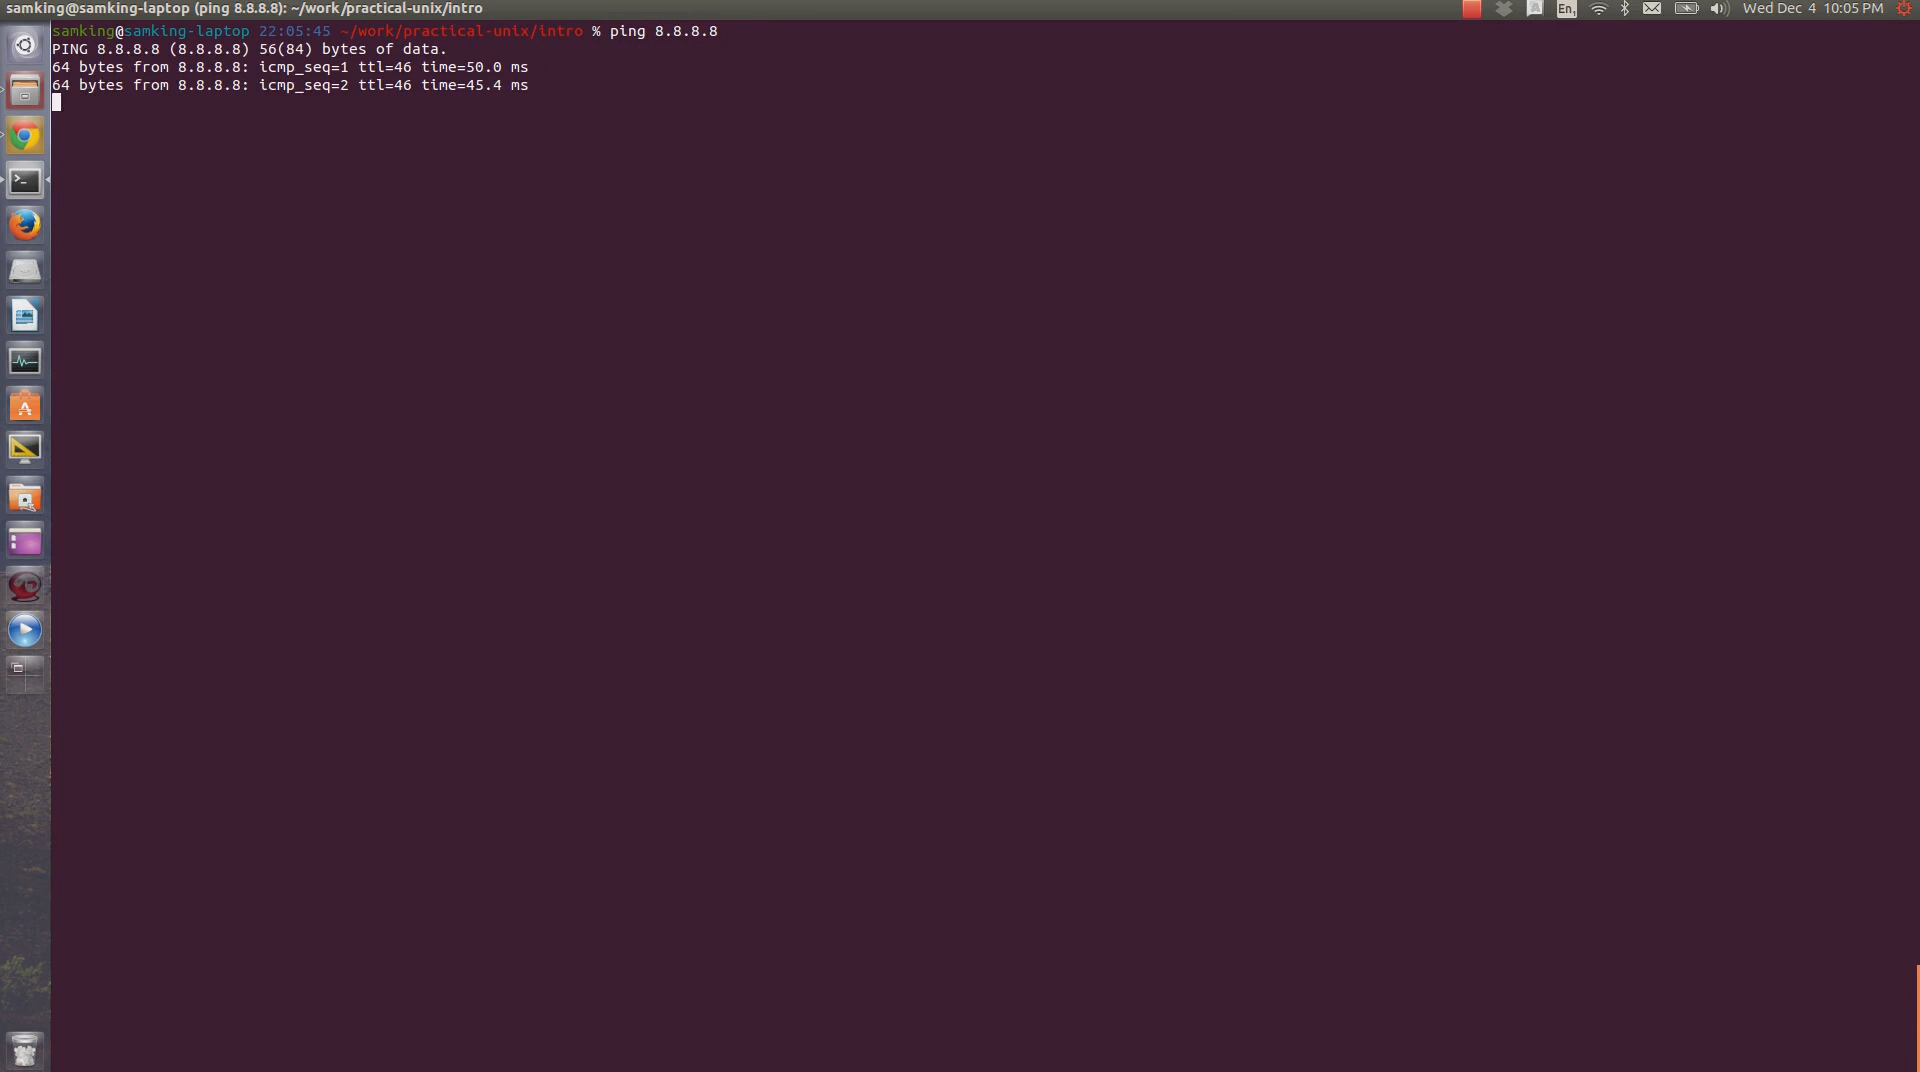 samking@samking-laptop (ping 8.8.8.8): ~/work/practical-unix/intro
En1
Wed Dec 4 10:05 PM
samking@samking-laptop 22:05:45 ~/work/practical-unix/intro % ping 8.8.8.8
PING 8.8.8.8 (8.8.8.8) 56(84) bytes of data.
64 bytes from 8.8.8.8: icmp_seq=1 ttl=46 time=50.0 ms
64 bytes from 8.8.8.8: icmp_seq=2 ttl=46 time=45.4 ms